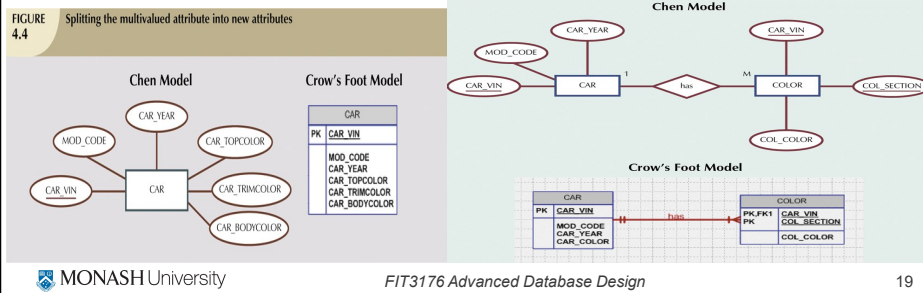 FIGURE 4.4
Splitting the multivalued attribute into new attributes
Chen Model
CAR_YEAR
MOD_CODE
CAR_TOPCOLOR
CAR_VIN
CAR
CAR_TRIMCOLOR
CAR_BODYCOLOR
Crow's Foot Model
CAR
PK CAR_VIN
MOD_CODE
CAR_YEAR
CAR_TOPCOLOR
CAR_TRIMCOLOR
CAR_BODYCOLOR
Chen Model
CAR_YEAR
CAR_VIN
MOD_CODE
CAR_VIN
CAR
1
has
M
COLOR
COL_SECTION
COL_COLOR
Crow's Foot Model
CAR
PK CAR_VIN
MOD_CODE
CAR_YEAR
CAR_COLOR
has
COLOR
PK,FK1 CAR_VIN
PK COL_SECTION
COL_COLOR
MONASH University
FIT3176 Advanced Database Design
19